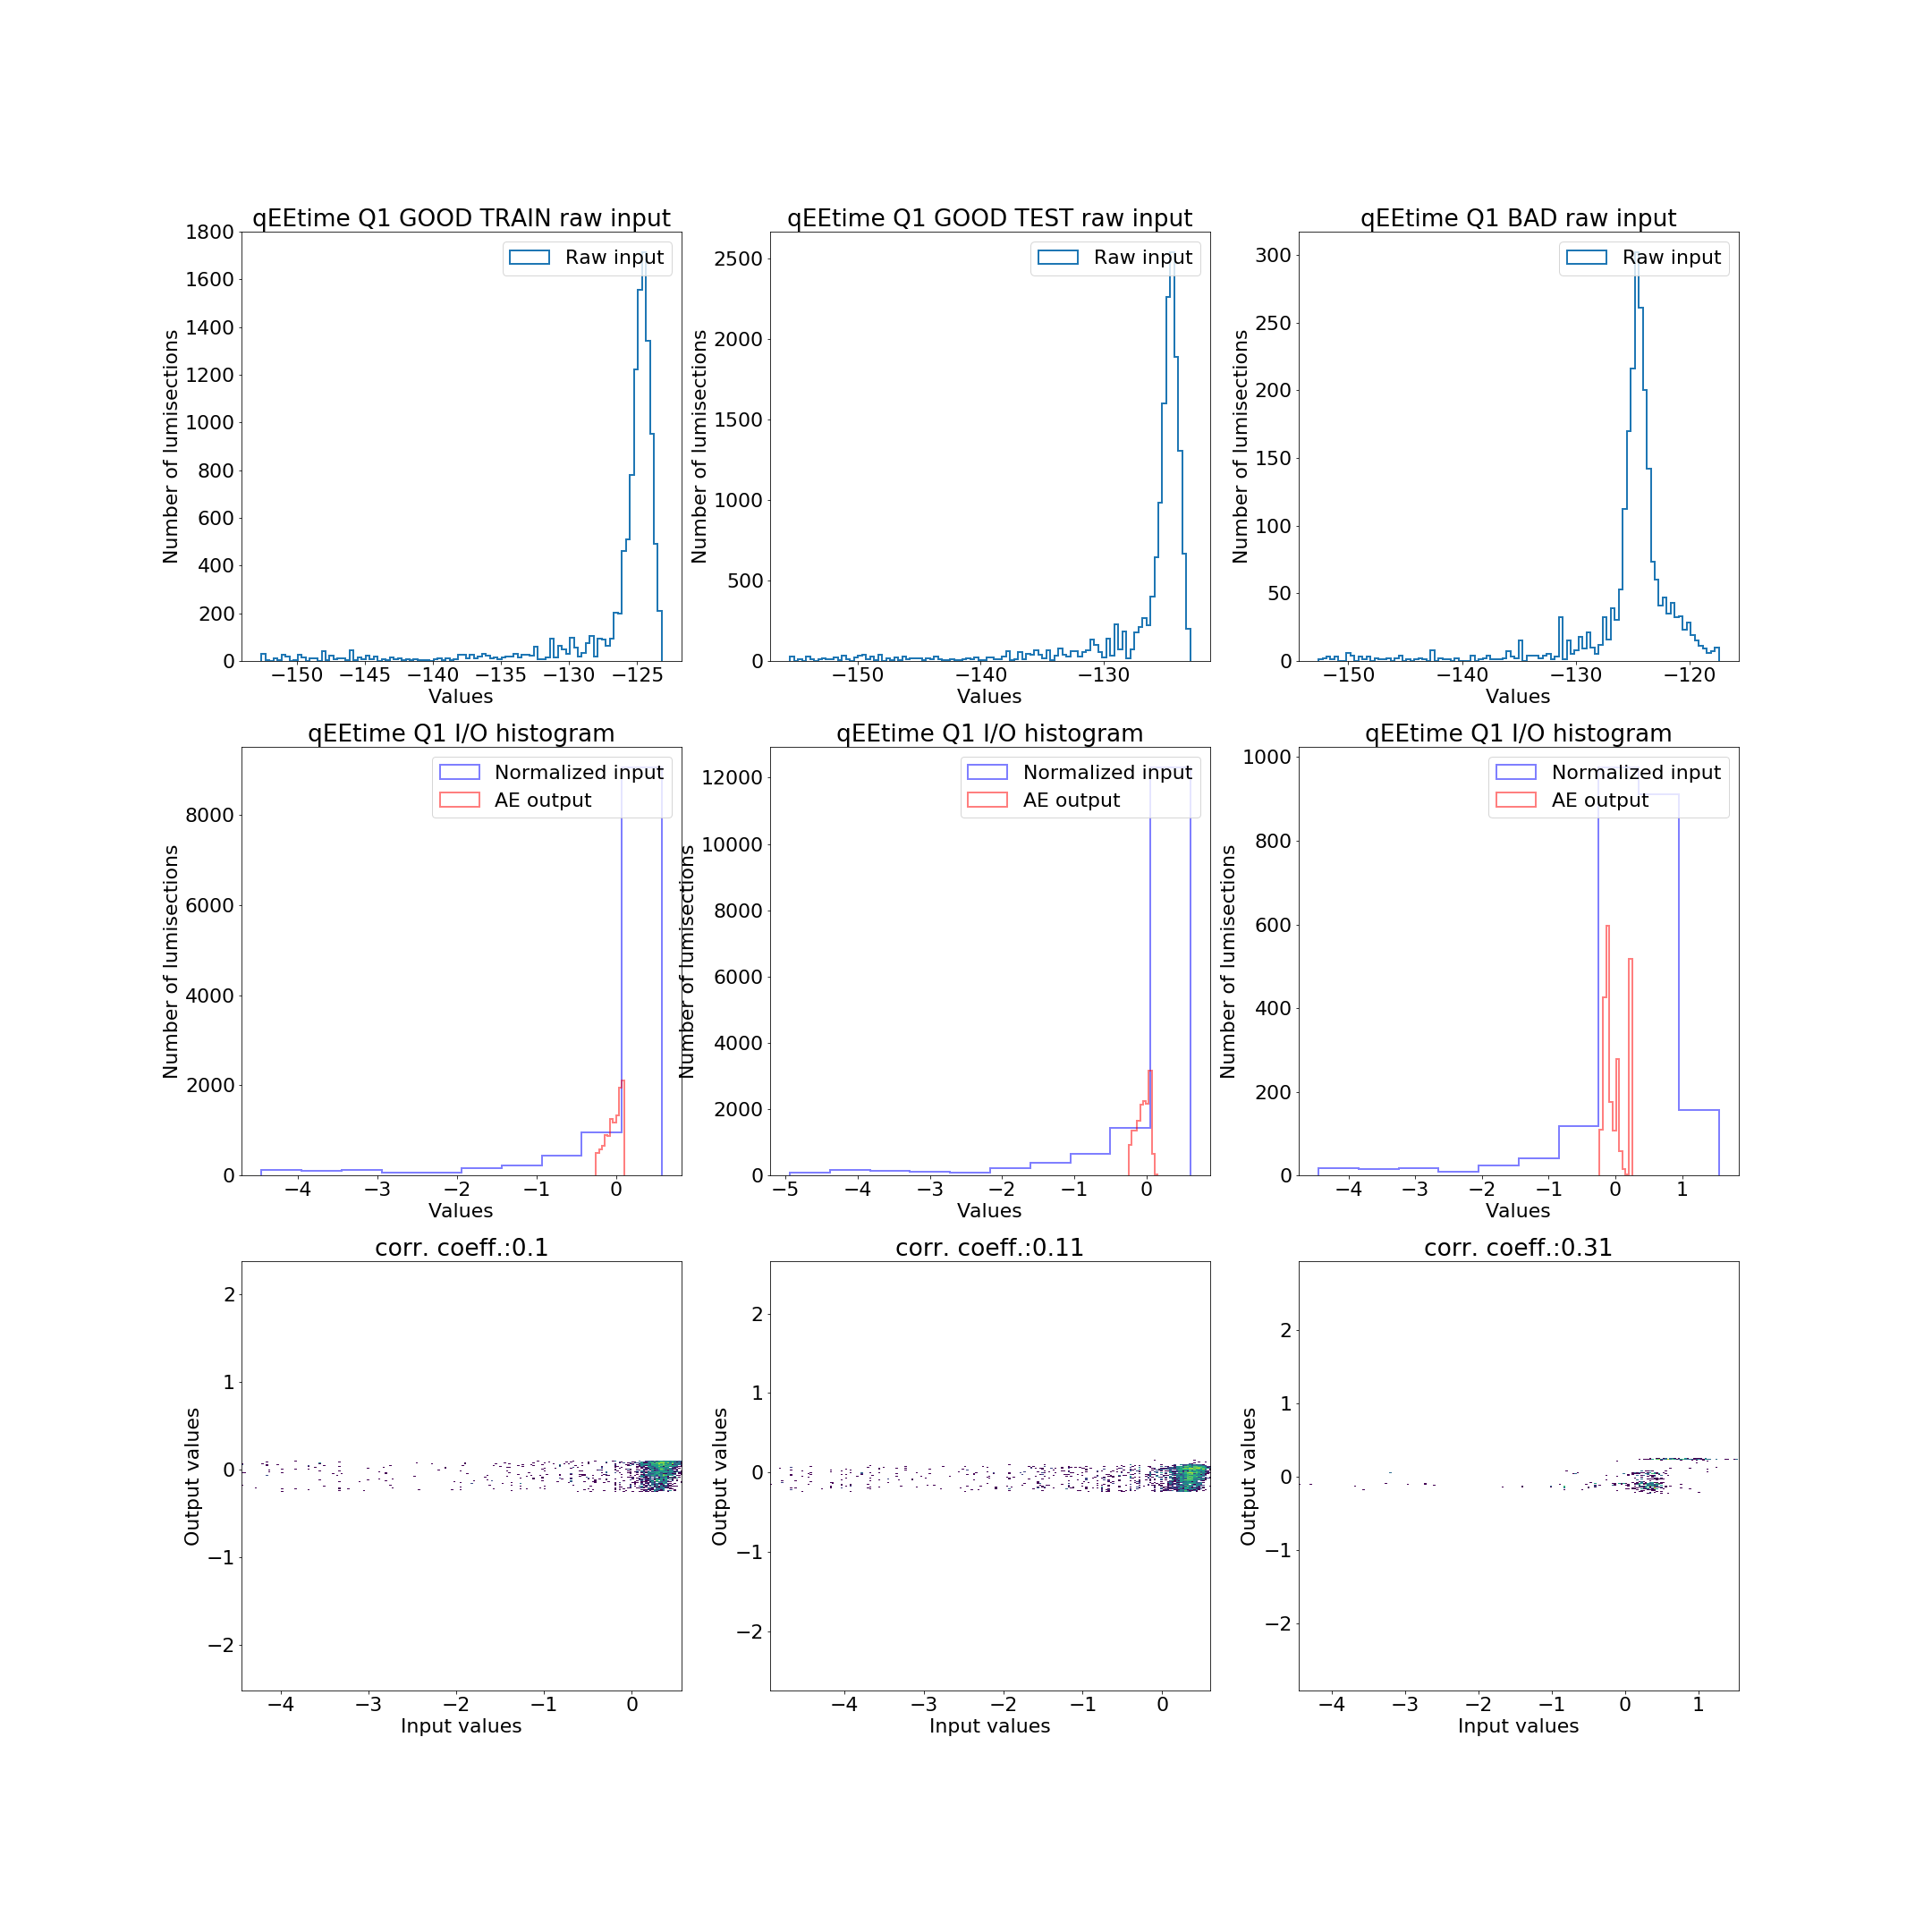 qEEtime Q1 GOOD TRAIN raw input
Raw input
Number of lumisections
1800
1600
1400
1200
1000
800
600
400
200
0
−150 −145 −140 −135 −130 −125
Values
qEEtime Q1 GOOD TEST raw input
Raw input
Number of lumisections
2500
2000
1500
1000
500
0
−150 −140 −130
Values
qEEtime Q1 BAD raw input
Raw input
Number of lumisections
300
250
200
150
100
50
0
−150 −140 −130 −120
Values
qEEtime Q1 I/O histogram
Normalized input
AE output
Number of lumisections
8000
6000
4000
2000
0
−4 −3 −2 −1 0
Values
qEEtime Q1 I/O histogram
Normalized input
AE output
Number of lumisections
12000
10000
8000
6000
4000
2000
0
−5 −4 −3 −2 −1 0
Values
qEEtime Q1 I/O histogram
Normalized input
AE output
Number of lumisections
1000
800
600
400
200
0
−4 −3 −2 −1 0 1
Values
corr. coeff.:0.1
Output values
2
1
0
−1
−2
−4 −3 −2 −1 0
Input values
corr. coeff.:0.11
Output values
2
1
0
−1
−2
−4 −3 −2 −1 0
Input values
corr. coeff.:0.31
Output values
2
1
0
−1
−2
−4 −3 −2 −1 0 1
Input values